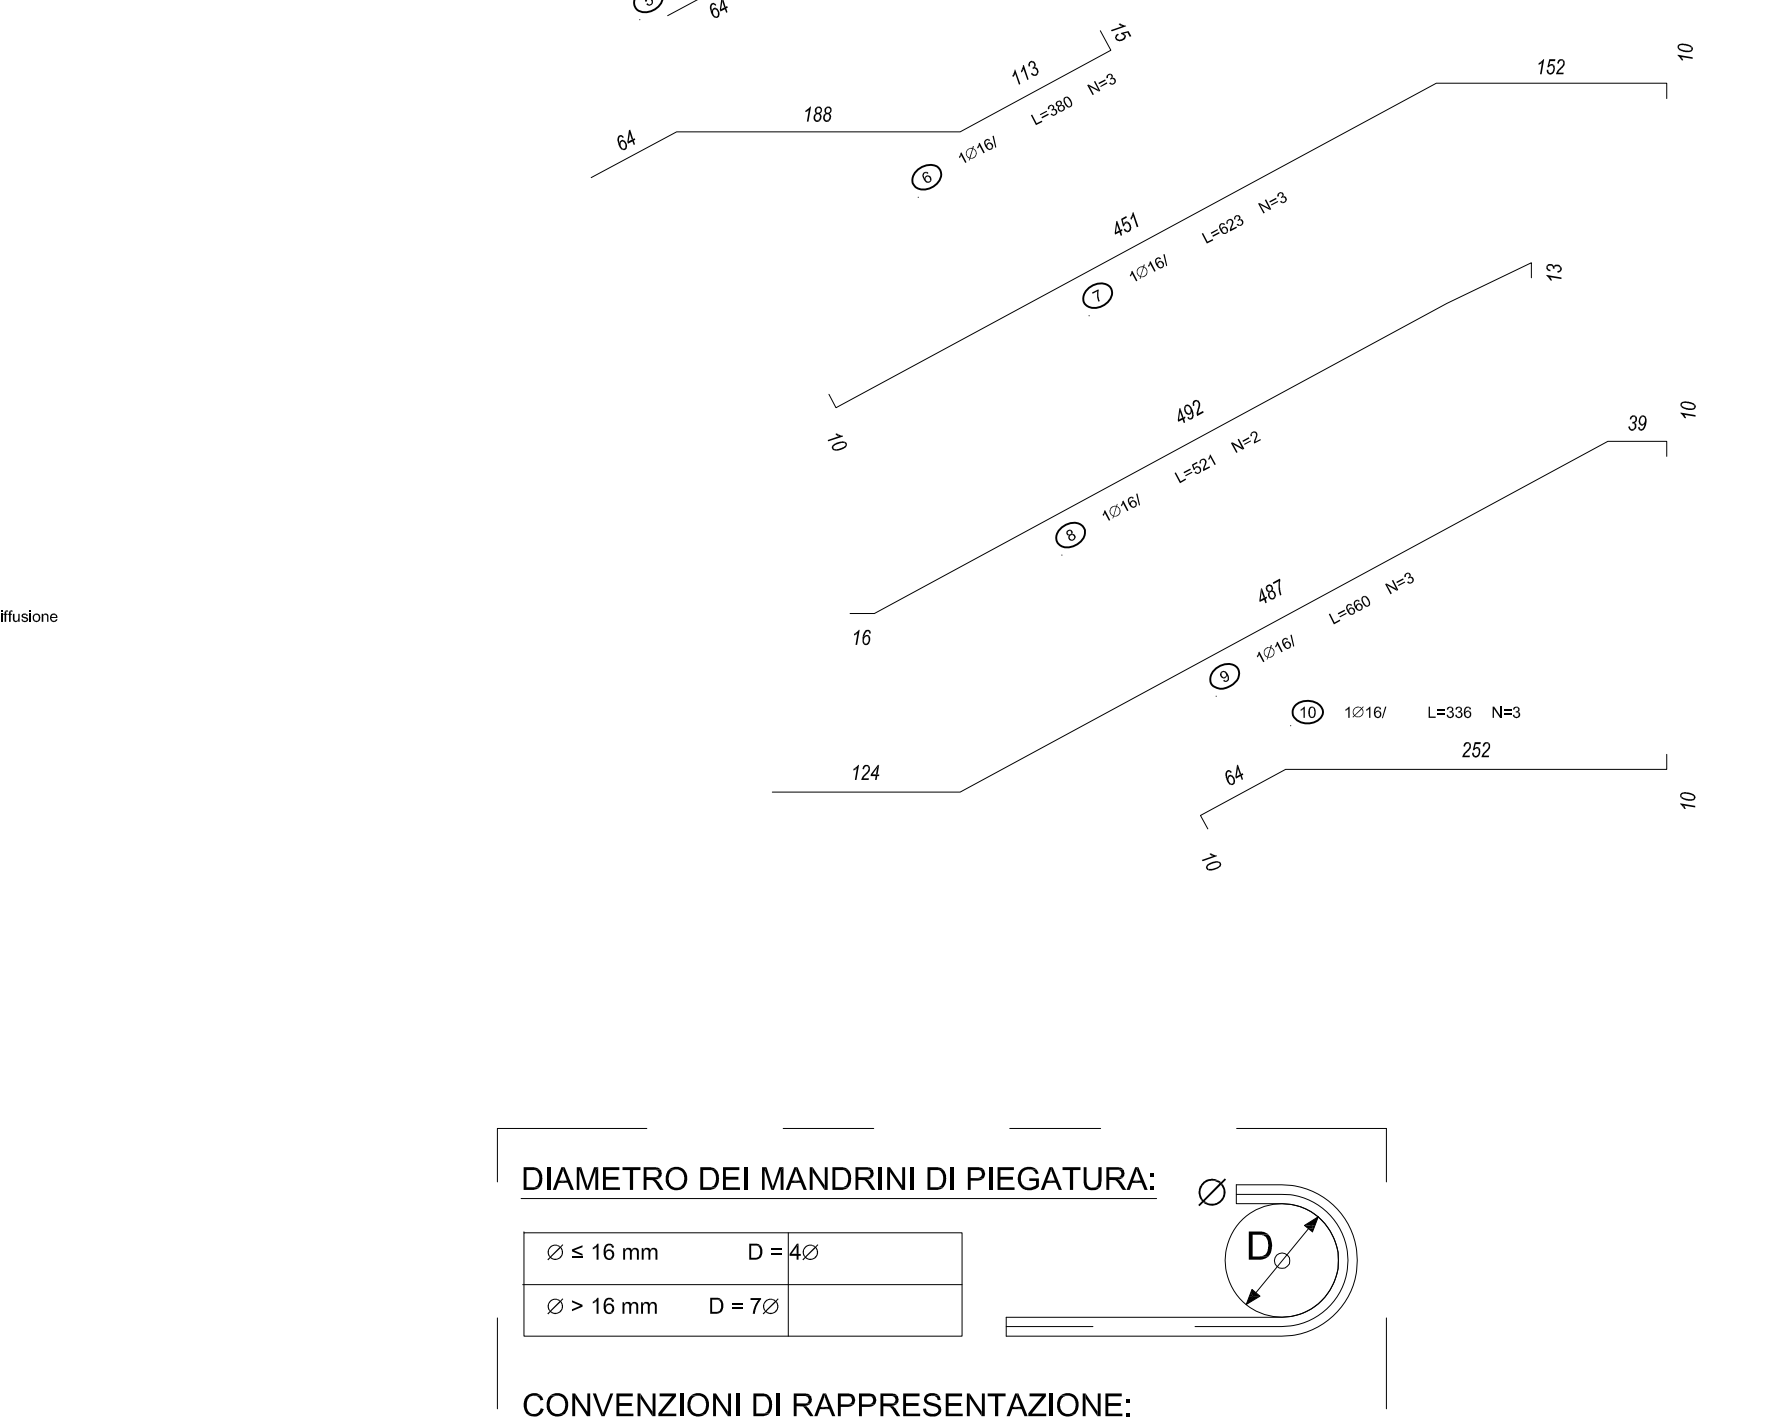 5
64
15
113
L=380 N=3
188
64
1∅16/
6
10
152
451
L=623 N=3
1∅16/
7
10
13
492
L=521 N=2
1∅16/
8
16
10
39
487
L=660 N=3
1∅16/
9
iffusione
124
10 1∅16/ L=336 N=3
252
64
10
10
DIAMETRO DEI MANDRINI DI PIEGATURA:
∅
∅ ≤ 16 mm D = 4∅
D
∅ > 16 mm D = 7∅
CONVENZIONI DI RAPPRESENTAZIONE: